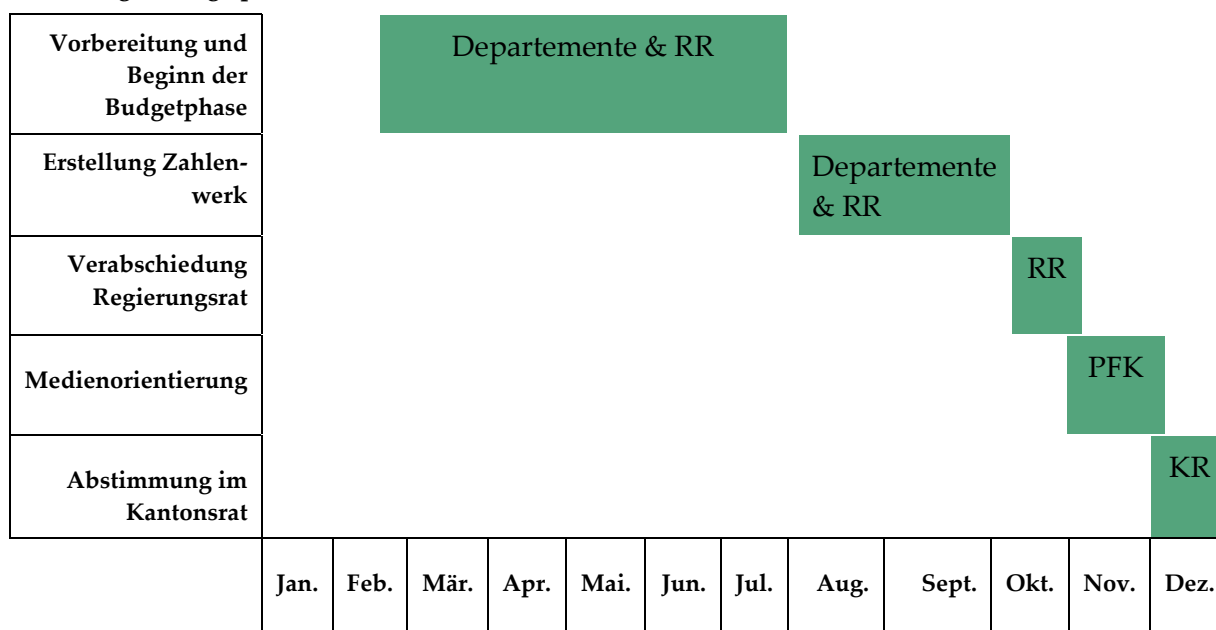 Vorbereitung und
Beginn der
Budgetphase
Departemente & RR
Erstellung Zahlen-
werk
Departemente
& RR
Verabschiedung
Regierungsrat
RR
Medienorientierung
PFK
Abstimmung im
Kantonsrat
KR
Jan. Feb. Mär. Apr. Mai. Jun. Jul. Aug. Sept. Okt. Nov. Dez.